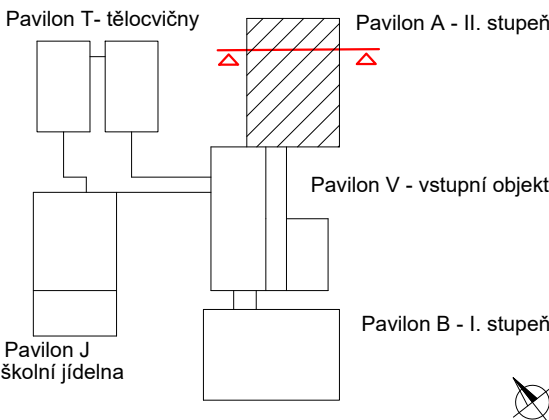 Pavilon T- tělocvičny
Pavilon A - II. stupeň
Pavilon V - vstupní objekt
Pavilon B - I. stupeň
Pavilon J
školní jídelna